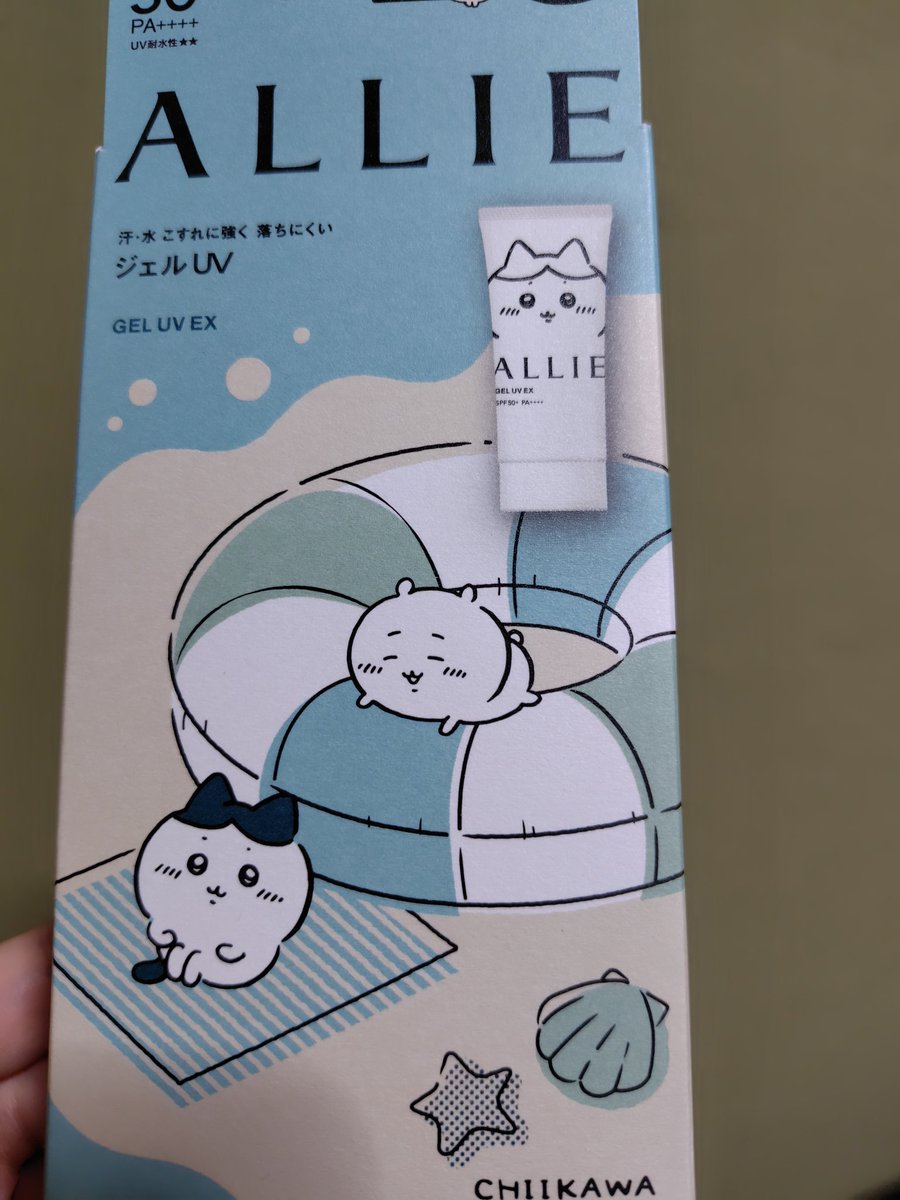 50
PA++++
UV耐水性★★
ALLIE
汗・水 こすれに強く 落ちにくい
ジェルUV
GEL UV EX
ALLIE
GEL UV EX
SPF50+ PA++++
CHIIKAWA